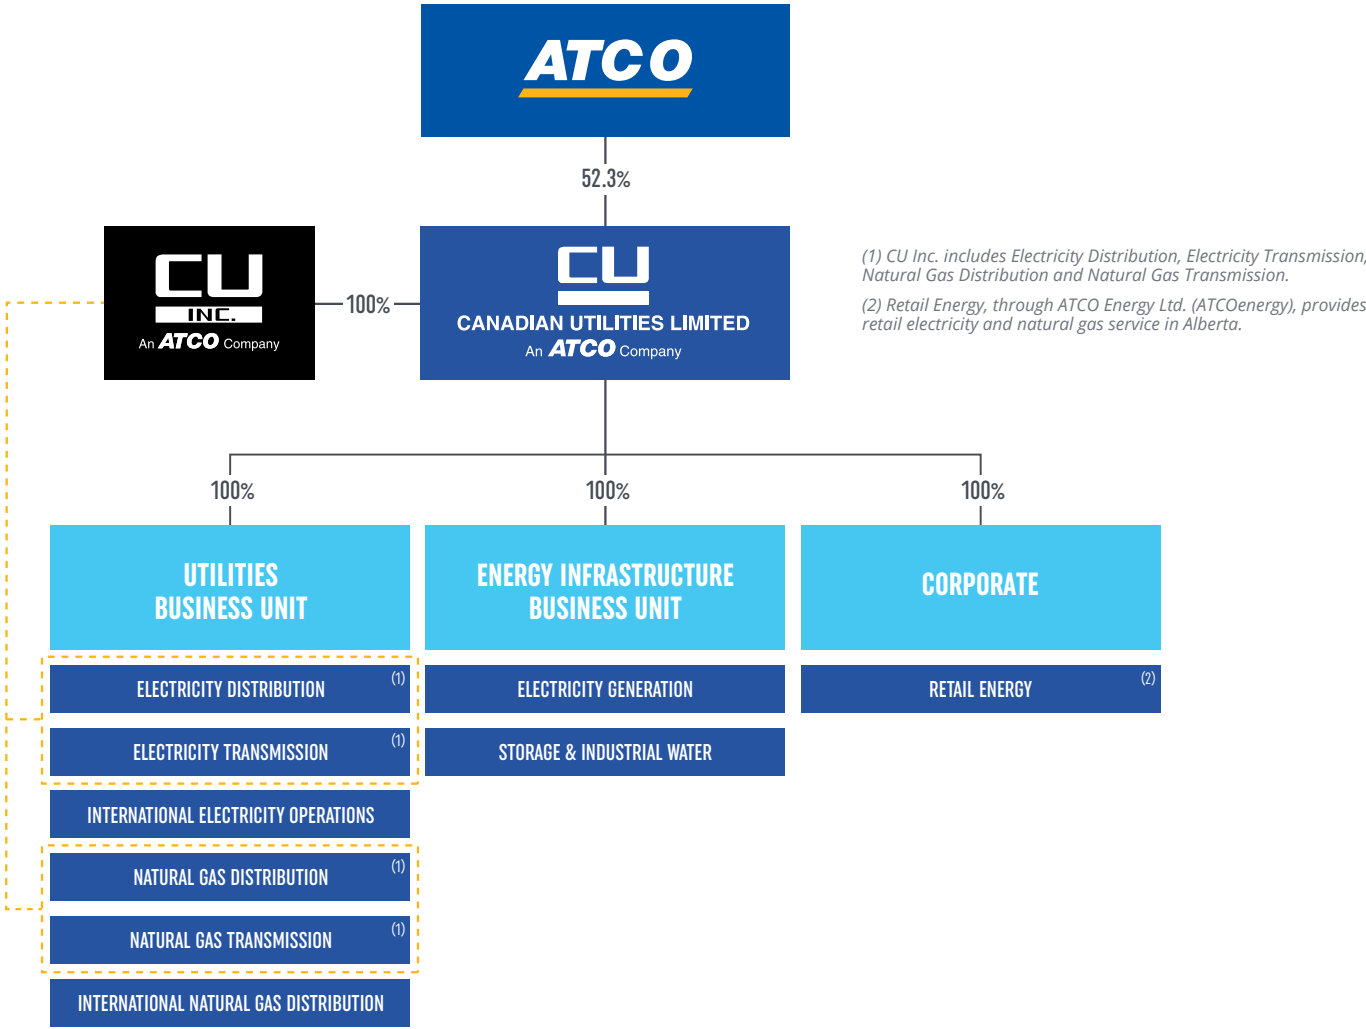 ATCO
52.3%
CU
INC.
An ATCO Company
100%
CU
CANADIAN UTILITIES LIMITED
An ATCO Company
(1) CU Inc. includes Electricity Distribution, Electricity Transmission,
Natural Gas Distribution and Natural Gas Transmission.
(2) Retail Energy, through ATCO Energy Ltd. (ATCOenergy), provides
retail electricity and natural gas service in Alberta.
100%
100%
100%
UTILITIES
BUSINESS UNIT
ENERGY INFRASTRUCTURE
BUSINESS UNIT
CORPORATE
ELECTRICITY DISTRIBUTION (1)
ELECTRICITY GENERATION
RETAIL ENERGY (2)
ELECTRICITY TRANSMISSION (1)
STORAGE & INDUSTRIAL WATER
INTERNATIONAL ELECTRICITY OPERATIONS
NATURAL GAS DISTRIBUTION (1)
NATURAL GAS TRANSMISSION (1)
INTERNATIONAL NATURAL GAS DISTRIBUTION